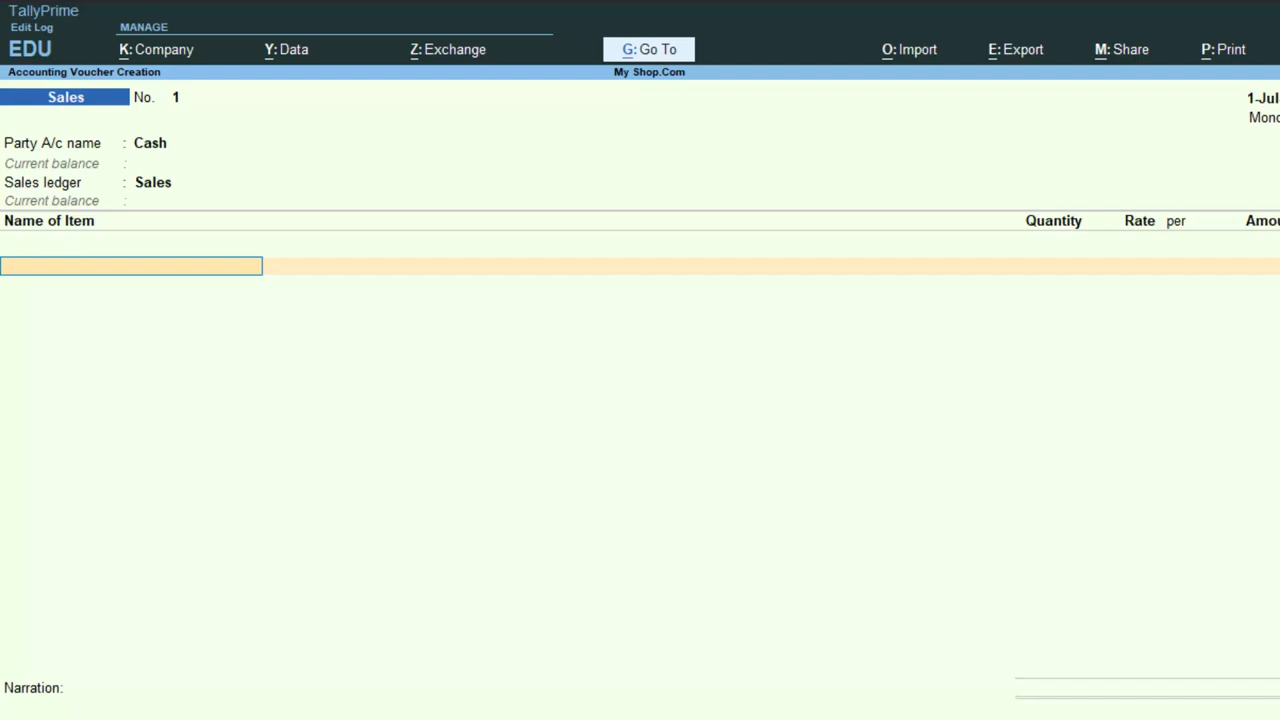 TallyPrime
Edit Log
MANAGE
EDU
K: Company Y: Data Z: Exchange G: Go To O: Import E: Export M: Share P: Print
Accounting Voucher Creation My Shop.Com
Sales No. 1 1-Jul
Mond
Party A/c name : Cash
Current balance :
Sales ledger : Sales
Current balance :
Name of Item Quantity Rate per Amou
Narration: